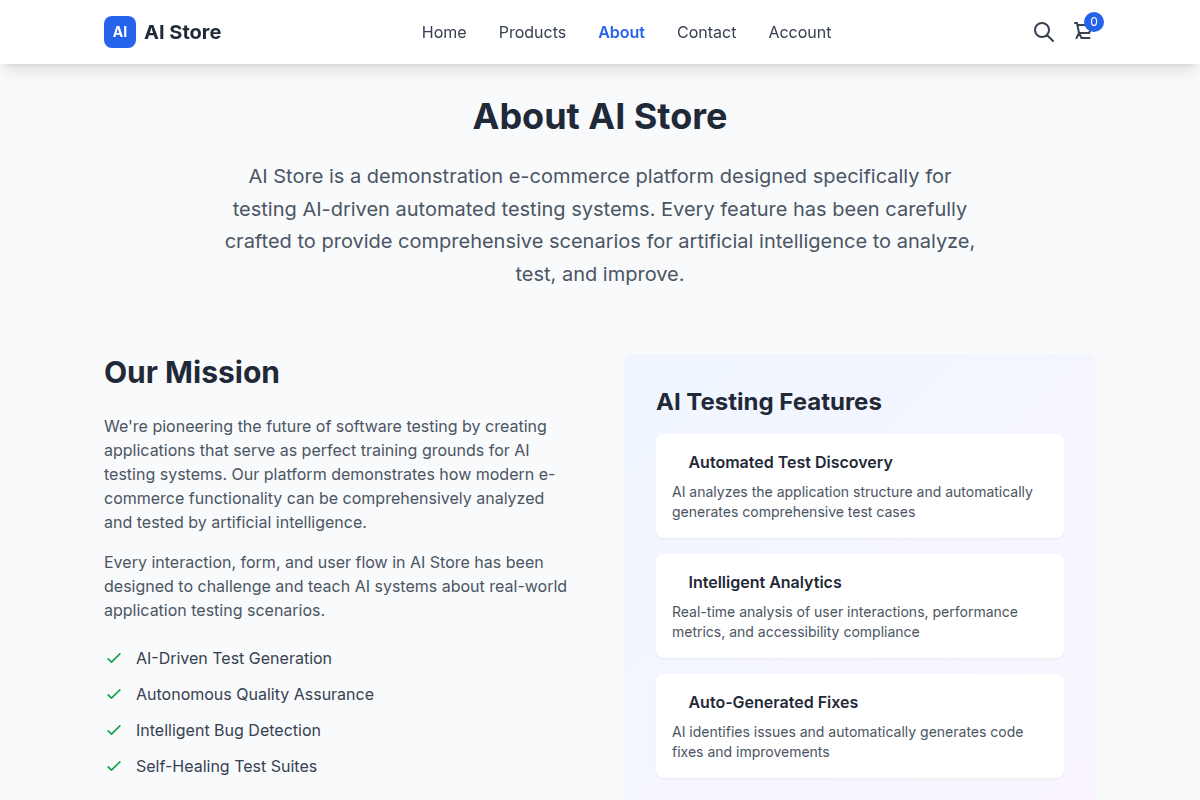 AI
AI Store
Home
Products
About
Contact
Account
0
About AI Store
AI Store is a demonstration e-commerce platform designed specifically for
testing AI-driven automated testing systems. Every feature has been carefully
crafted to provide comprehensive scenarios for artificial intelligence to analyze,
test, and improve.
Our Mission
We're pioneering the future of software testing by creating
applications that serve as perfect training grounds for AI
testing systems. Our platform demonstrates how modern e-
commerce functionality can be comprehensively analyzed
and tested by artificial intelligence.
Every interaction, form, and user flow in AI Store has been
designed to challenge and teach AI systems about real-world
application testing scenarios.
AI-Driven Test Generation
Autonomous Quality Assurance
Intelligent Bug Detection
Self-Healing Test Suites
AI Testing Features
Automated Test Discovery
AI analyzes the application structure and automatically
generates comprehensive test cases
Intelligent Analytics
Real-time analysis of user interactions, performance
metrics, and accessibility compliance
Auto-Generated Fixes
AI identifies issues and automatically generates code
fixes and improvements